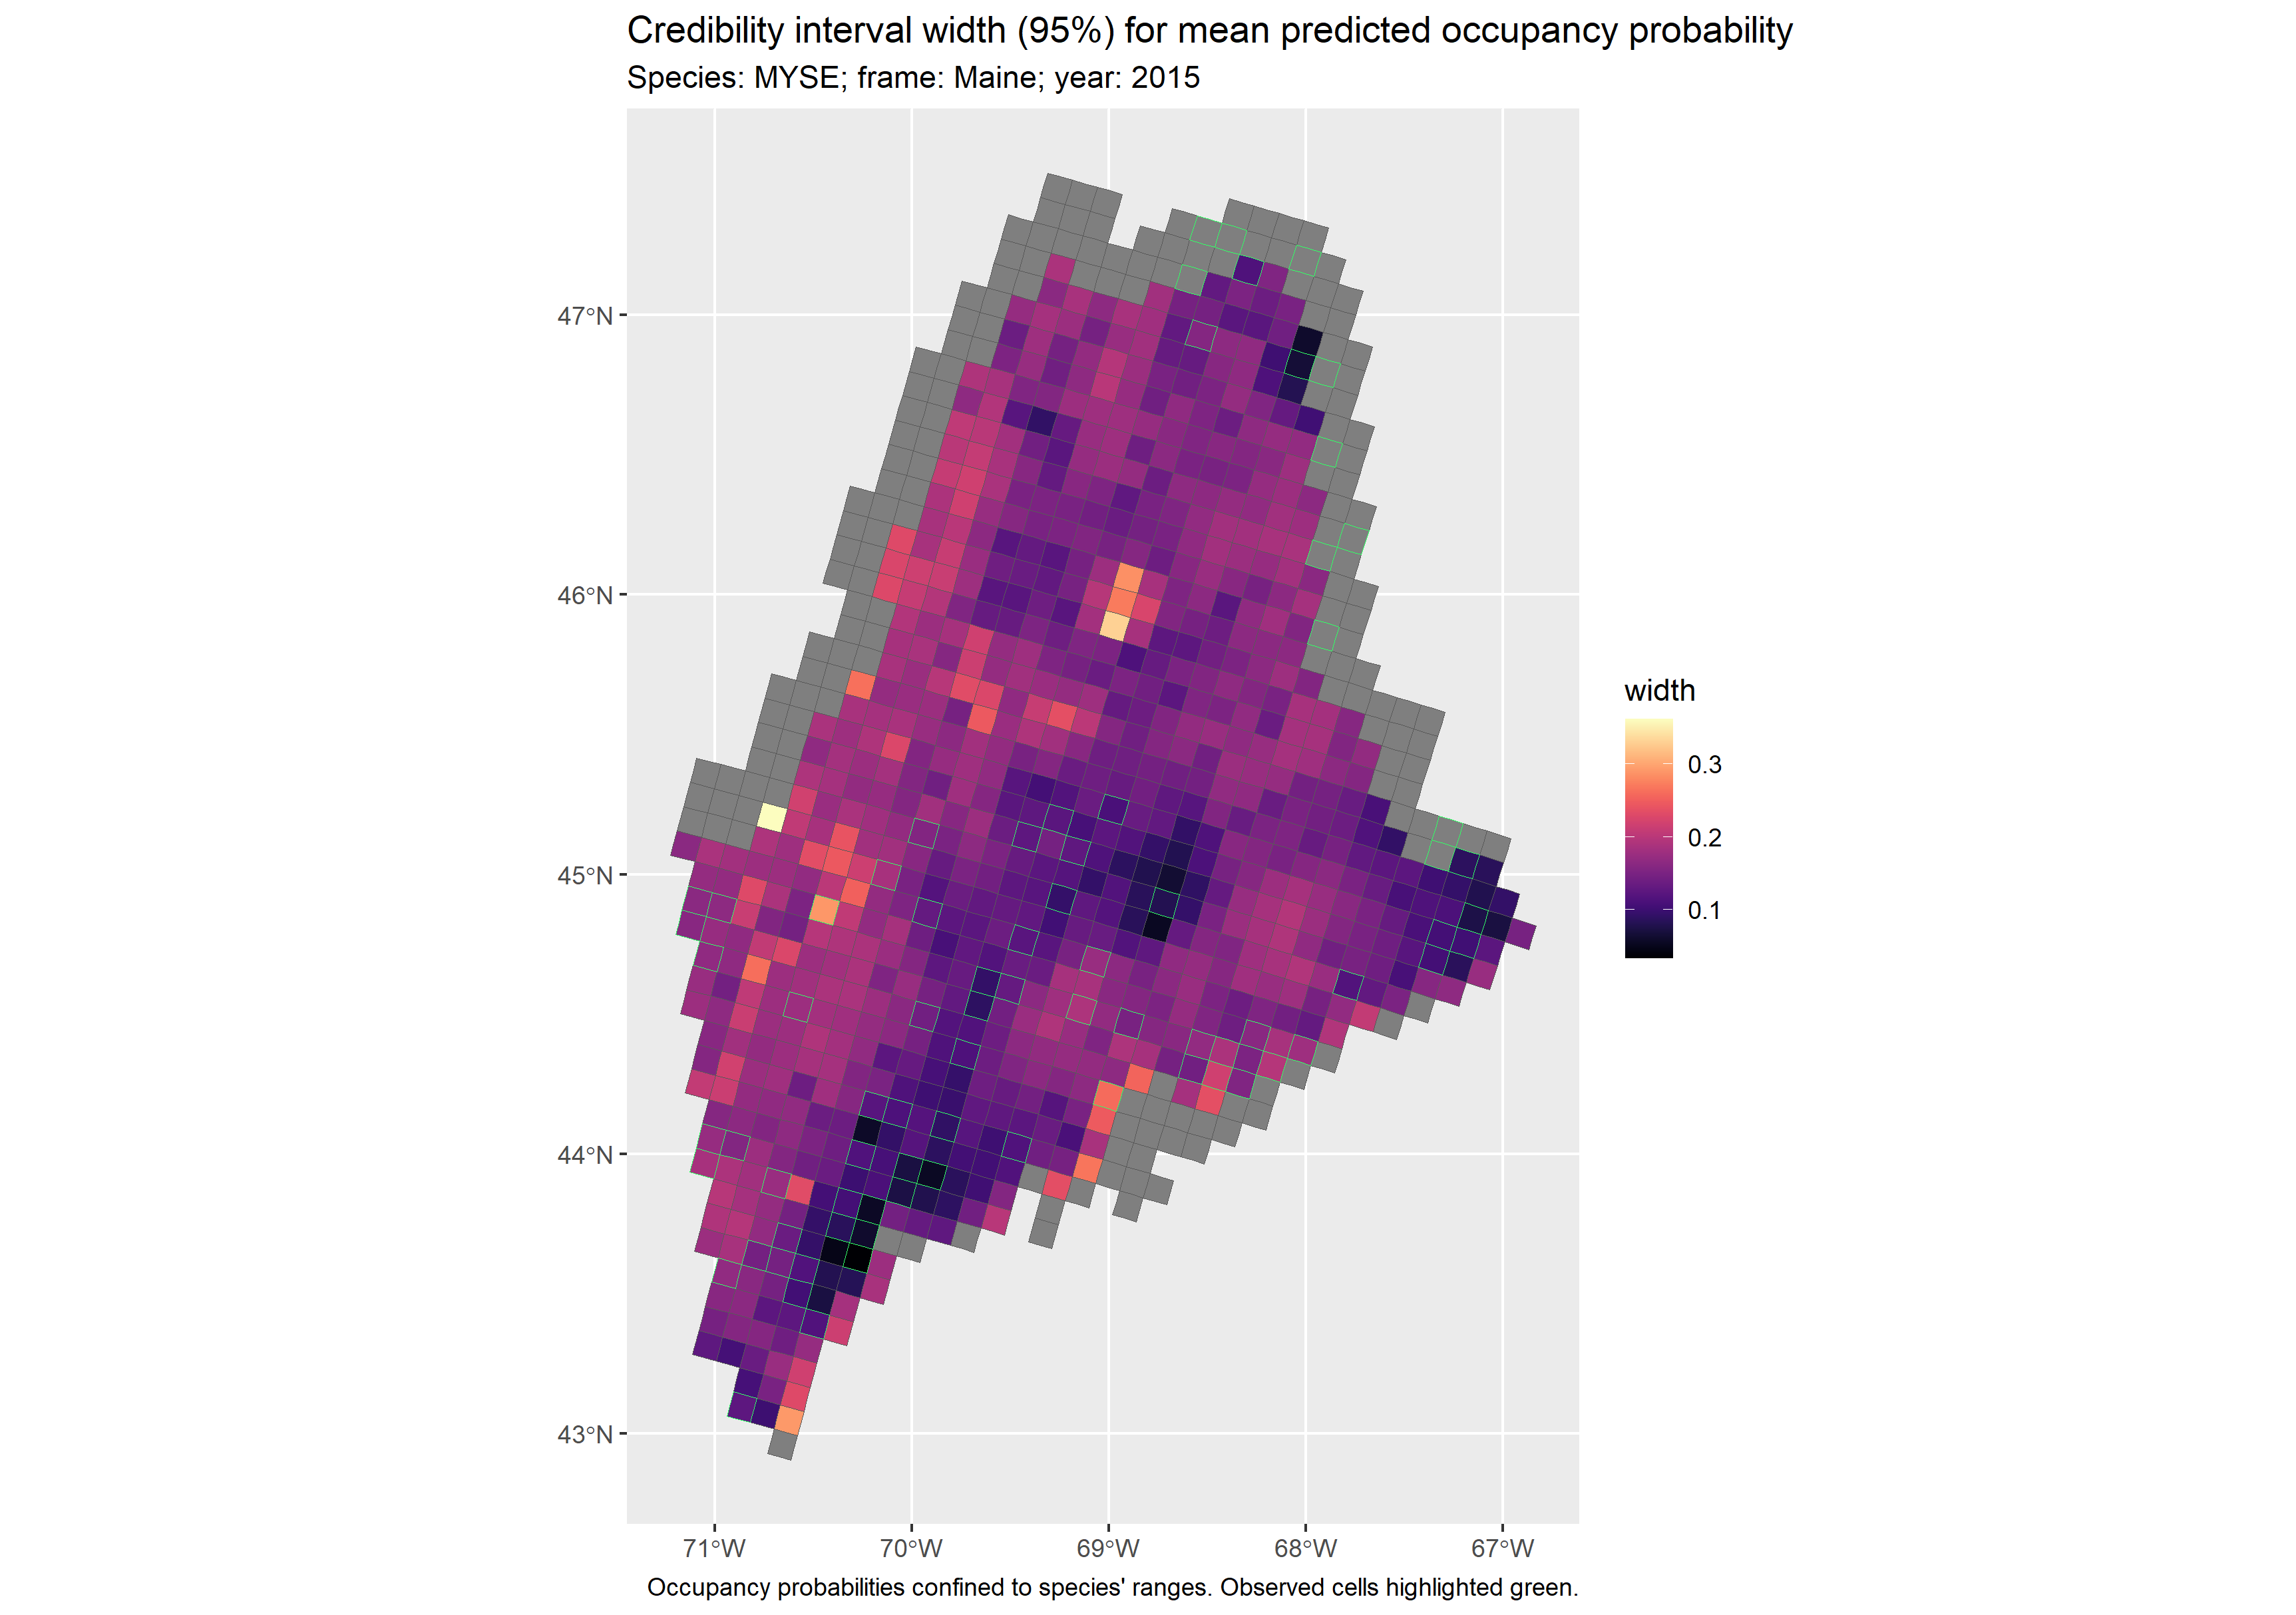 Credibility interval width (95%) for mean predicted occupancy probability
Species: MYSE; frame: Maine; year: 2015
47°N
46°N
45°N
44°N
43°N
71°W
70°W
69°W
68°W
67°W
width
0.3
0.2
0.1
Occupancy probabilities confined to species' ranges. Observed cells highlighted green.